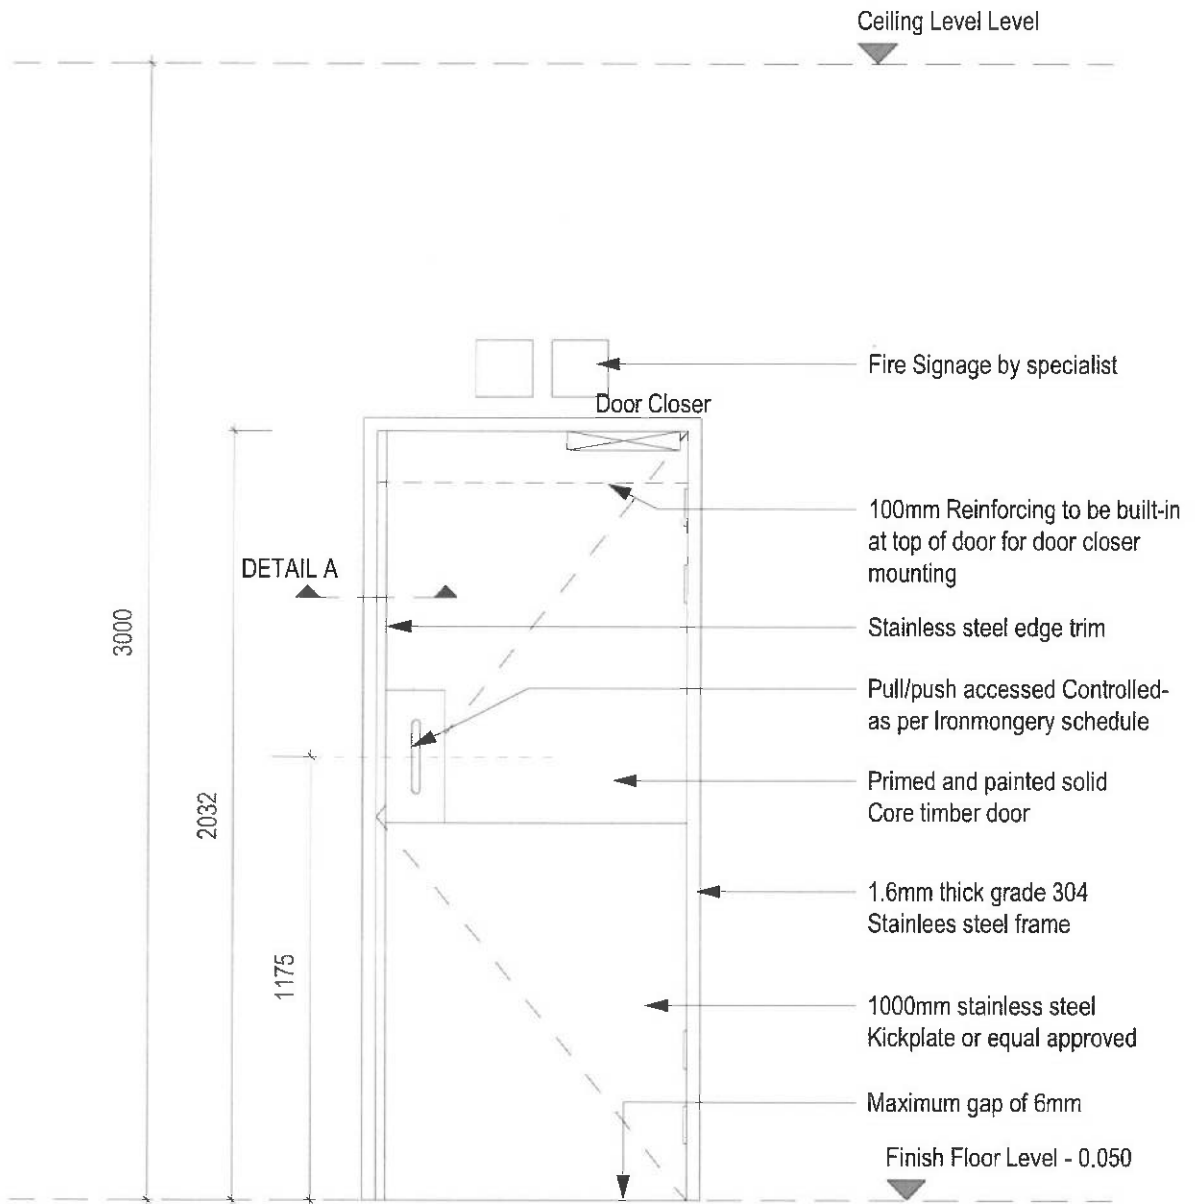 Ceiling Level Level
Fire Signage by specialist
Door Closer
100mm Reinforcing to be built-in
at top of door for door closer
mounting
DETAIL A
Stainless steel edge trim
3000
Pull/push accessed Controlled-
as per Ironmongery schedule
Primed and painted solid
Core timber door
2032
1.6mm thick grade 304
Stainlees steel frame
1175
1000mm stainless steel
Kickplate or equal approved
Maximum gap of 6mm
Finish Floor Level - 0.050